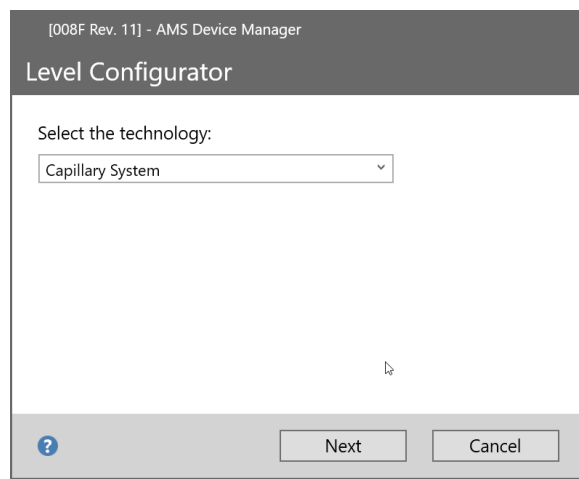 [008F Rev. 11] - AMS Device Manager
Level Configurator
Select the technology:
Capillary System
?
Next
Cancel